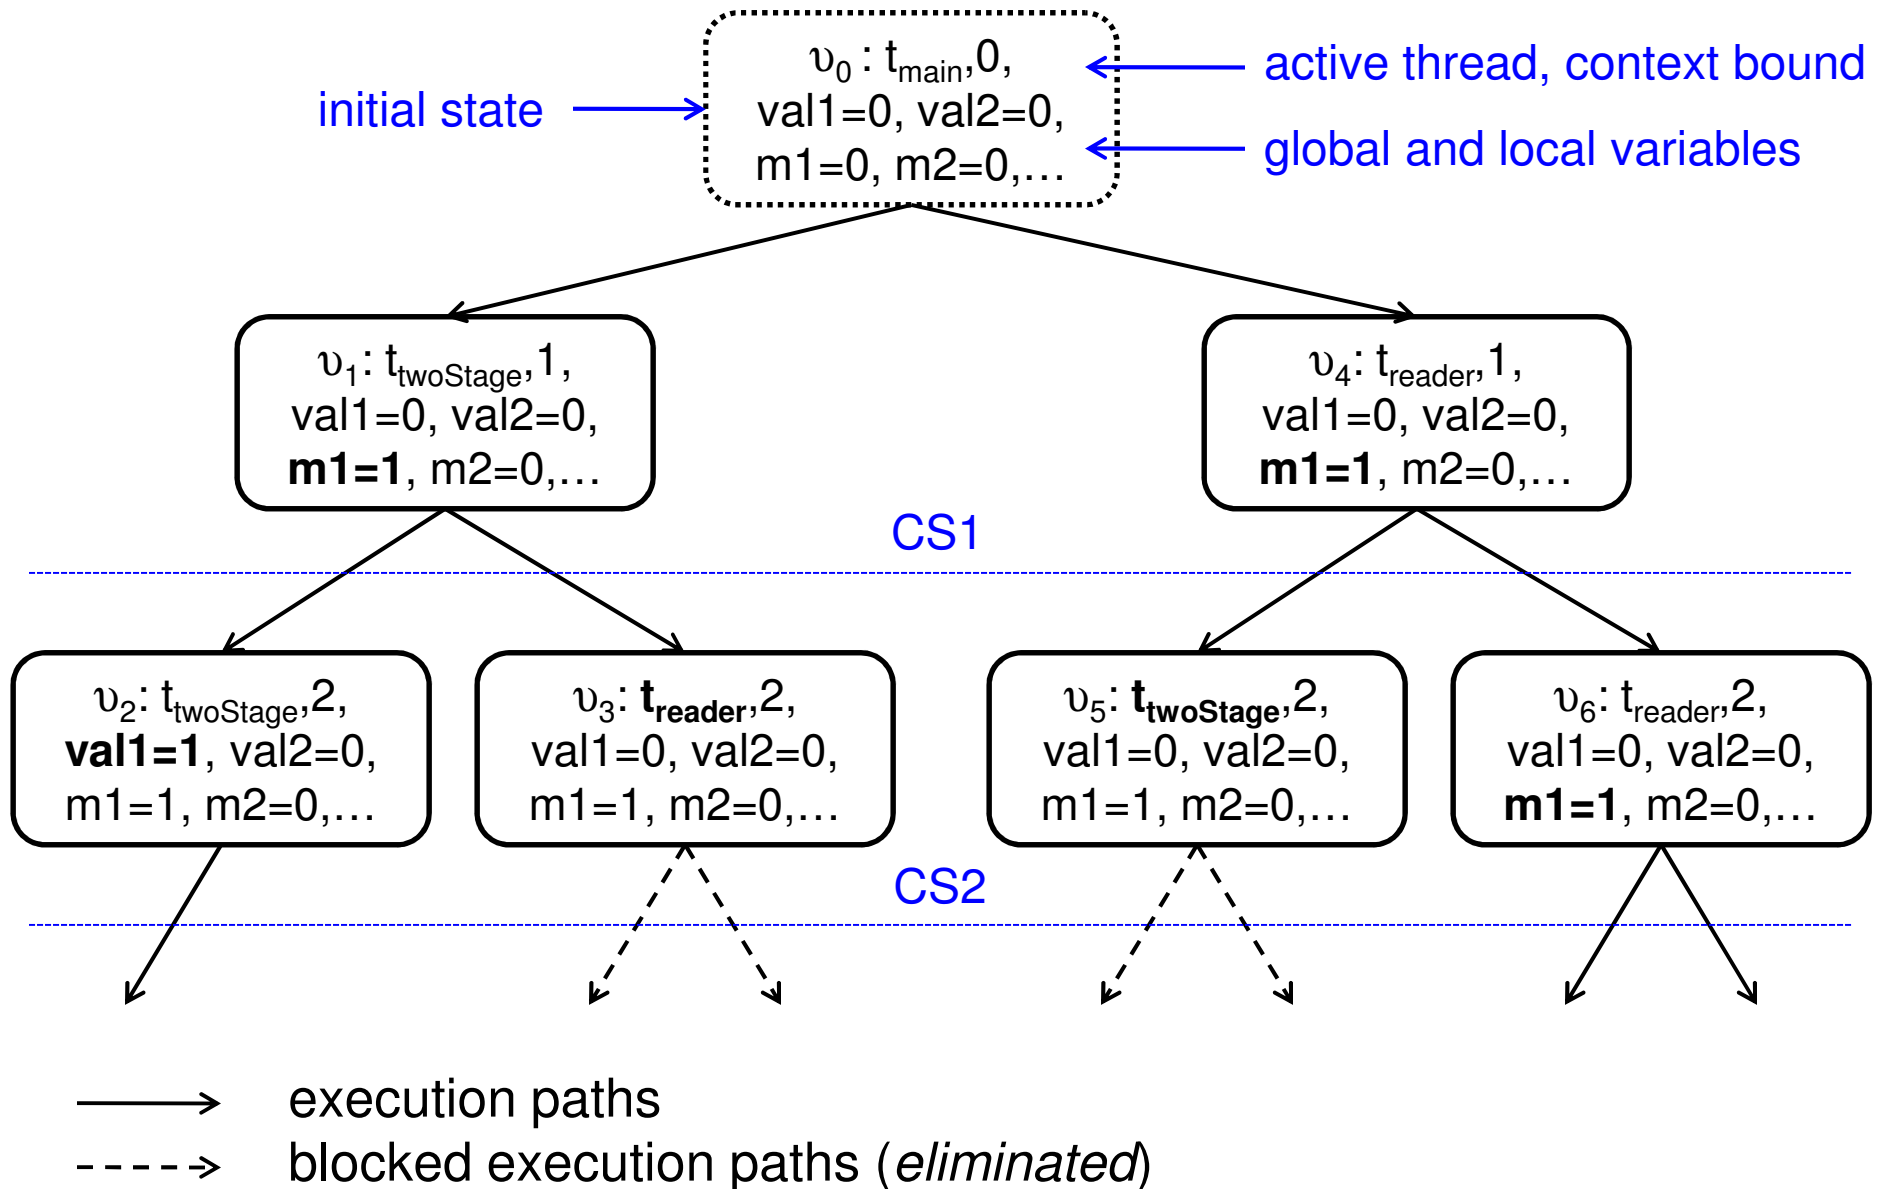 υ0 : tmain,0,
val1=0, val2=0,
m1=0, m2=0,…
initial state
active thread, context bound
global and local variables
υ1: ttwoStage,1,
val1=0, val2=0,
m1=1, m2=0,…
υ4: treader,1,
val1=0, val2=0,
m1=1, m2=0,…
CS1
υ2: ttwoStage,2,
val1=1, val2=0,
m1=1, m2=0,…
υ3: treader,2,
val1=0, val2=0,
m1=1, m2=0,…
υ5: ttwoStage,2,
val1=0, val2=0,
m1=1, m2=0,…
υ6: treader,2,
val1=0, val2=0,
m1=1, m2=0,…
CS2
execution paths
blocked execution paths (eliminated)